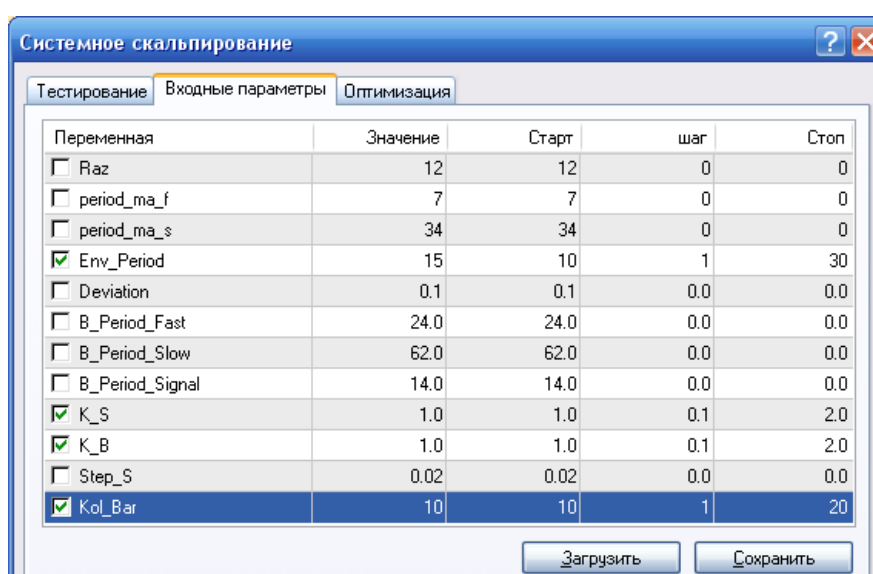 Системное скальпирование
Тестирование Входные параметры Оптимизация
Переменная Значение Старт шаг Стоп
Raz 12 12 0 0
period_ma_f 7 7 0 0
period_ma_s 34 34 0 0
Env_Period 15 10 1 30
Deviation 0.1 0.1 0.0 0.0
B_Period_Fast 24.0 24.0 0.0 0.0
B_Period_Slow 62.0 62.0 0.0 0.0
B_Period_Signal 14.0 14.0 0.0 0.0
K_S 1.0 1.0 0.1 2.0
K_B 1.0 1.0 0.1 2.0
Step_S 0.02 0.02 0.0 0.0
Kol_Bar 10 10 1 20
Загрузить Сохранить